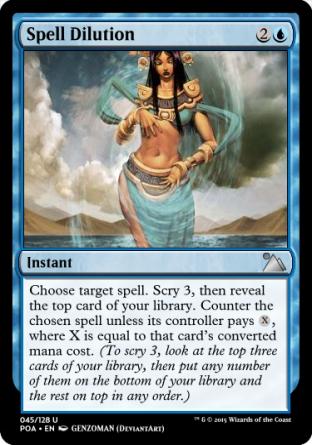 Spell Dilution 2
Instant
Choose target spell. Scry 3, then reveal
the top card of your library. Counter the
chosen spell unless its controller pays X,
where X is equal to that card's converted
mana cost. (To scry 3, look at the top three
cards of your library, then put any number
of them on the bottom of your library and
the rest on top in any order.)
045/128 U
POA • EN GENZOMAN (DEVIANTART)
™ & © 2015 Wizards of the Coast